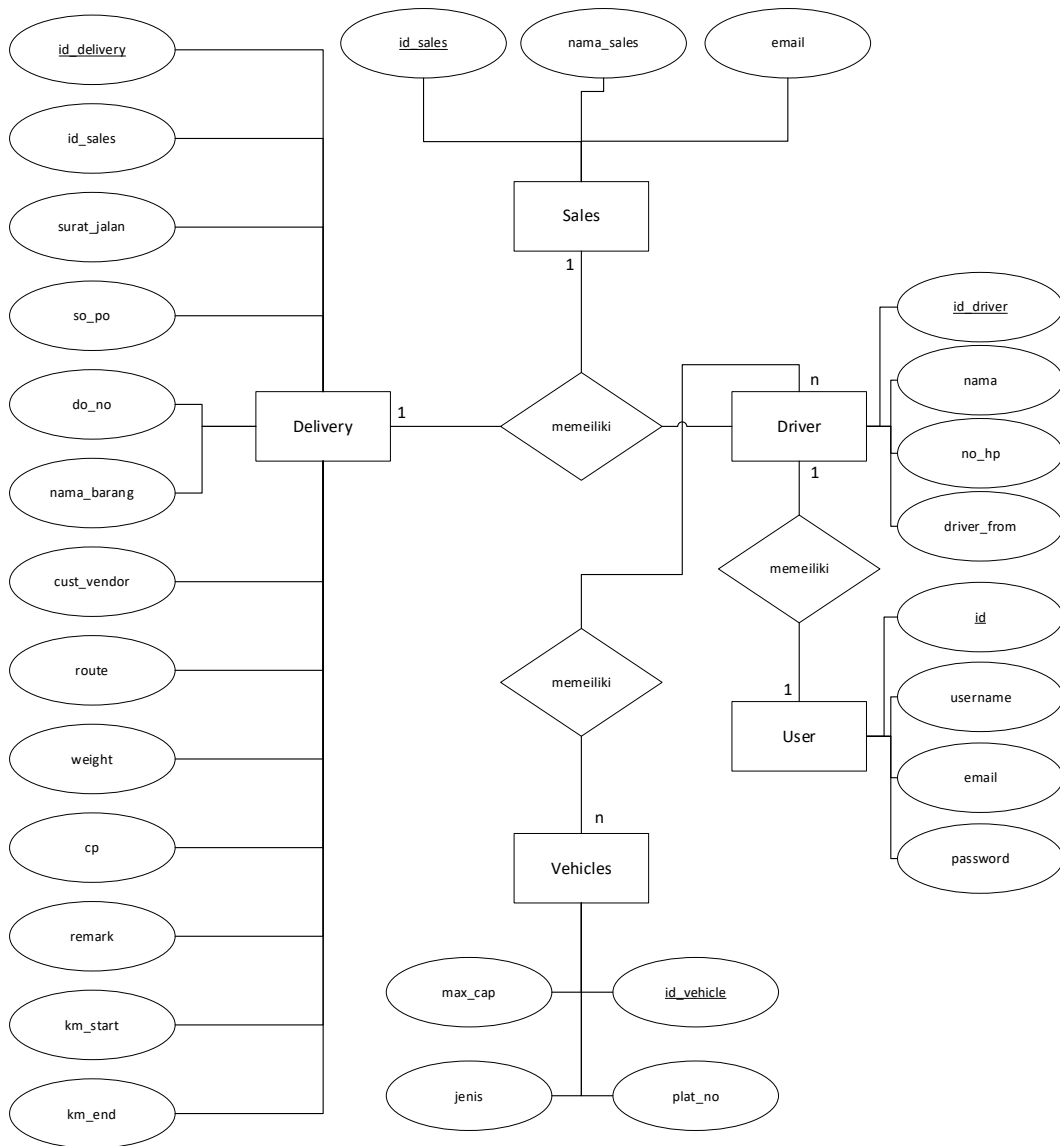 id_delivery
id_sales
nama_sales
email
id_sales
surat_jalan
Sales
1
so_po
id_driver
do_no
nama
n
Delivery
1
memeiliki
Driver
no_hp
1
nama_barang
driver_from
cust_vendor
memeiliki
id
route
memeiliki
1
username
User
weight
email
n
cp
Vehicles
password
remark
max_cap
id_vehicle
km_start
jenis
plat_no
km_end